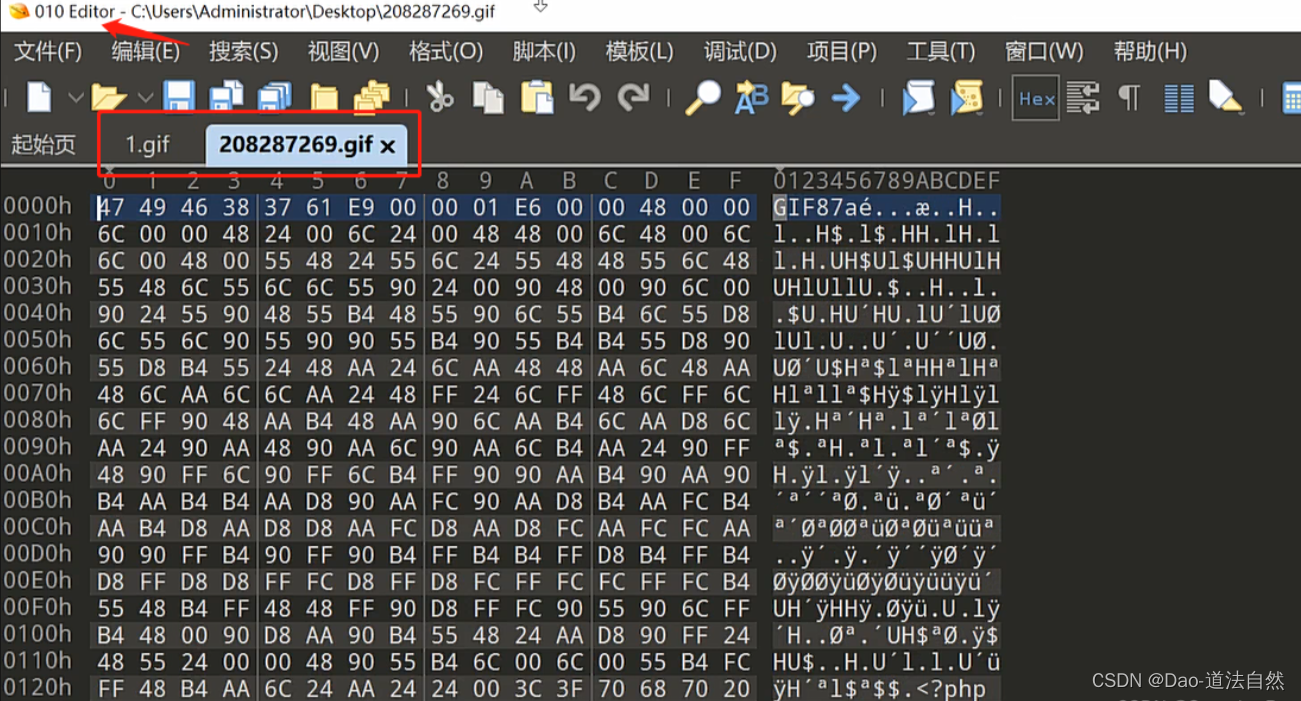 010 Editor - C:\Users\Administrator\Desktop\208287269.gif
文件(F) 编辑(E) 搜索(S) 视图(V) 格式(O) 脚本(I) 模板(L) 调试(D) 项目(P) 工具(T) 窗口(W) 帮助(H)
Hex
起始页 1.gif 208287269.gif ×
0 1 2 3 4 5 6 7 8 9 A B C D E F 0123456789ABCDEF
0000h 47 49 46 38 37 61 E9 00 00 01 E6 00 00 48 00 00 GIF87aé...æ..H..
0010h 6C 00 00 48 24 00 6C 24 00 48 48 00 6C 48 00 6C l..H$.l$.HH.lH.l
0020h 6C 00 48 00 55 48 24 55 6C 24 55 48 48 55 6C 48 l.H.UH$Ul$UHHUlH
0030h 55 48 6C 55 6C 6C 55 90 24 00 90 48 00 90 6C 00 UHlUllU.$..H..l.
0040h 90 24 55 90 48 55 B4 48 55 90 6C 55 B4 6C 55 D8 .$U.HU´HU.lU´lUØ
0050h 6C 55 6C 90 55 90 90 55 B4 90 55 B4 B4 55 D8 90 lUl.U..U´.U´´UØ.
0060h 55 D8 B4 55 24 48 AA 24 6C AA 48 48 AA 6C 48 AA UØ´U$Hª$lªHHªlHª
0070h 48 6C AA 6C 6C AA 24 48 FF 24 6C FF 48 6C FF 6C Hlªllª$Hÿ$lÿHlÿl
0080h 6C FF 90 48 AA B4 48 AA 90 6C AA B4 6C AA D8 6C lÿ.Hª´Hª.lª´lªØl
0090h AA 24 90 AA 48 90 AA 6C 90 AA 6C B4 AA 24 90 FF ª$.ªH.ªl.ªl´ª$.ÿ
00A0h 48 90 FF 6C 90 FF 6C B4 FF 90 90 AA B4 90 AA 90 H.ÿl.ÿl´ÿ..ª´.ª.
00B0h B4 AA B4 B4 AA D8 90 AA FC 90 AA D8 B4 AA FC B4 ´ª´´ªØ.ªü.ªØ´ªü´
00C0h AA B4 D8 AA D8 D8 AA FC D8 AA D8 FC AA FC FC AA ª´ØªØØªüØªØüªüüª
00D0h 90 90 FF B4 90 FF 90 B4 FF B4 B4 FF D8 B4 FF B4 ..ÿ´.ÿ.´ÿ´´ÿØ´ÿ´
00E0h D8 FF D8 D8 FF FC D8 FF D8 FC FF FC FC FF FC B4 ØÿØØÿüØÿØüÿüüÿü´
00F0h 55 48 B4 FF 48 48 FF 90 D8 FF FC 90 55 90 6C FF UH´ÿHHÿ.Øÿü.U.lÿ
0100h B4 48 00 90 D8 AA 90 B4 55 48 24 AA D8 90 FF 24 ´H..Øª.´UH$ªØ.ÿ$
0110h 48 55 24 00 00 48 90 55 B4 6C 00 6C 00 55 B4 FC HU$..H.U´l.l.U´ü
0120h FF 48 B4 AA 6C 24 AA 24 24 00 3C 3F 70 68 70 20 ÿH´ªl$ª$$.<?php
CSDN @Dao-道法自然